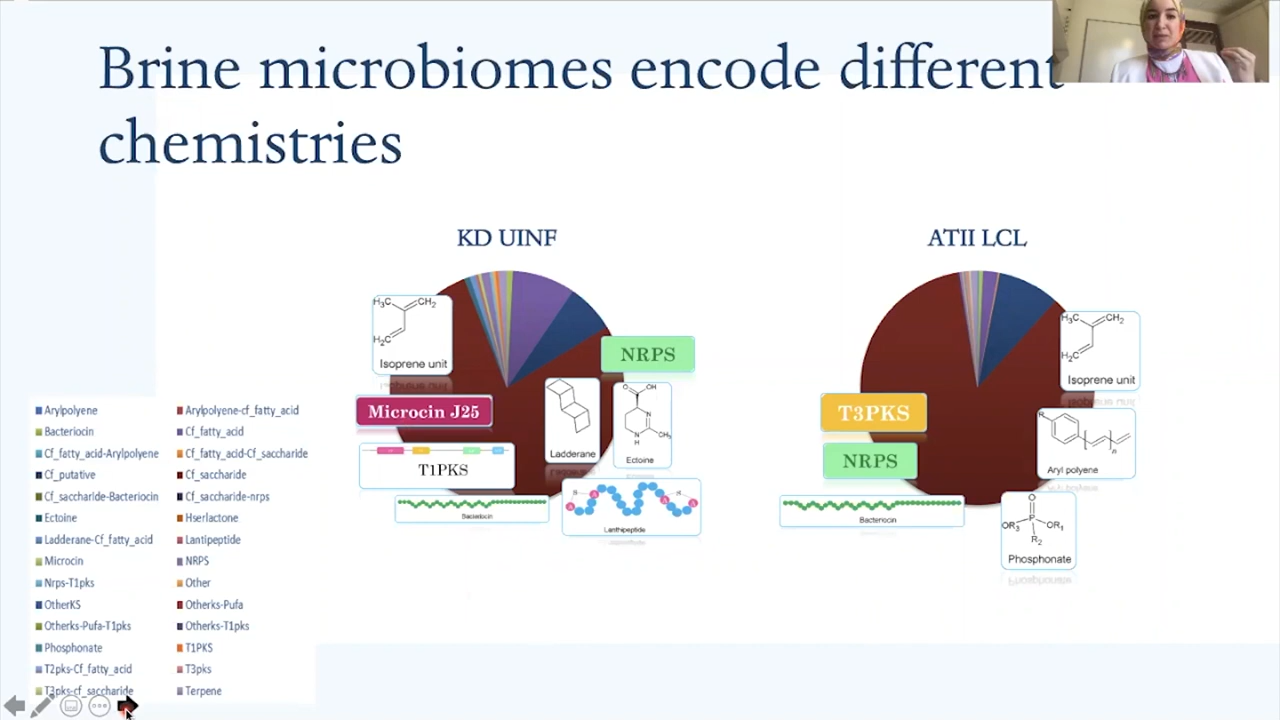 Brine microbiomes encode different
chemistries
KD UINF
ATII LCL
H₃C CH₂
H₂C
Isoprene unit
NRPS
Microcin J25
T1PKS
Bacteriocin
Ladderane
O OH
N
N
H
CH₃
Ectoine
Lanthipeptide
H₃C CH₂
H₂C
Isoprene unit
T3PKS
NRPS
Bacteriocin
R
n
Aryl polyene
O
OR₃ P OR₁
R₂
Phosphonate
Arylpolyene
Arylpolyene-cf_fatty_acid
Bacteriocin
Cf_fatty_acid
Cf_fatty_acid-Arylpolyene
Cf_fatty_acid-Cf_saccharide
Cf_putative
Cf_saccharide
Cf_saccharide-Bacteriocin
Cf_saccharide-nrps
Ectoine
Hserlactone
Ladderane-Cf_fatty_acid
Lantipeptide
Microcin
NRPS
Nrps-T1pks
Other
OtherKS
Otherks-Pufa
Otherks-Pufa-T1pks
Otherks-T1pks
Phosphonate
T1PKS
T2pks-Cf_fatty_acid
T3pks
T3pks-cf_saccharide
Terpene